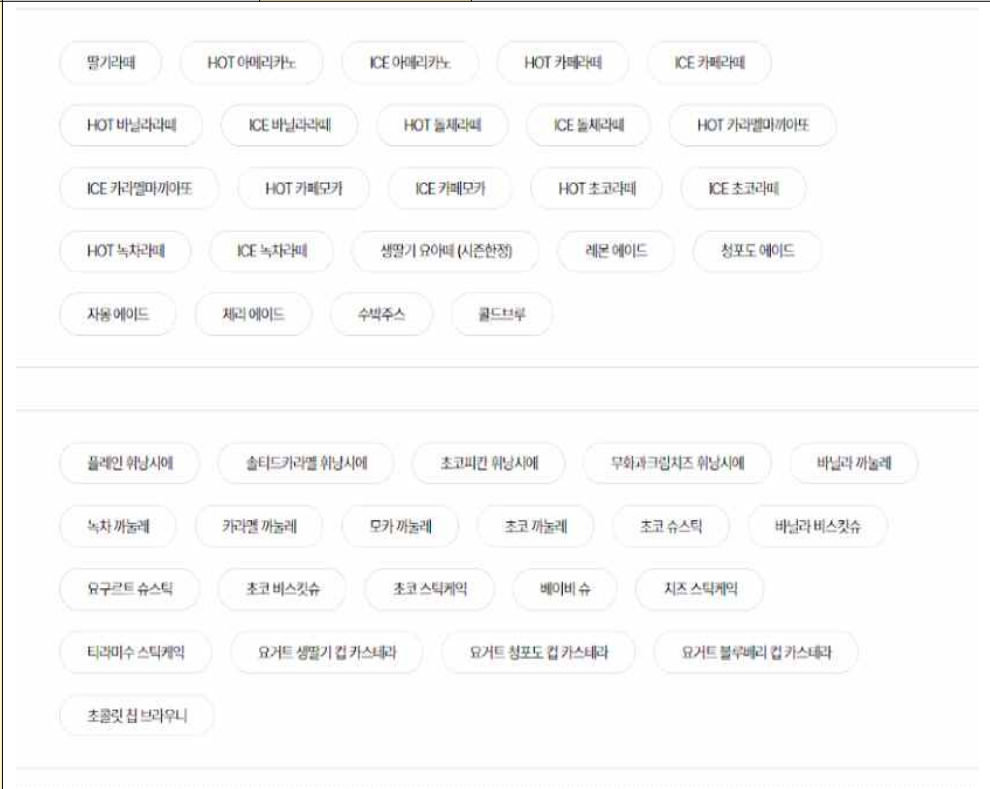 딸기라떼 HOT 아메리카노 ICE 아메리카노 HOT 카페라떼 ICE 카페라떼
HOT 바닐라라떼 ICE 바닐라라떼 HOT 돌체라떼 ICE 돌체라떼 HOT 카라멜마끼아또
ICE 카라멜마끼아또 HOT 카페모카 ICE 카페모카 HOT 초코라떼 ICE 초코라떼
HOT 녹차라떼 ICE 녹차라떼 생딸기 요아떼 (시즌한정) 레몬 에이드 청포도 에이드
자몽 에이드 체리 에이드 수박주스 콜드브루
플레인 휘낭시에 솔티드카라멜 휘낭시에 초코피칸 휘낭시에 무화과크림치즈 휘낭시에 바닐라 까눌레
녹차 까눌레 카라멜 까눌레 모카 까눌레 초코 까눌레 초코 슈스틱 바닐라 비스킷슈
요구르트 슈스틱 초코 비스킷슈 초코 스틱케익 베이비 슈 치즈 스틱케익
티라미수 스틱케익 요거트 생딸기 컵 카스테라 요거트 청포도 컵 카스테라 요거트 블루베리 컵 카스테라
초콜릿 칩 브라우니